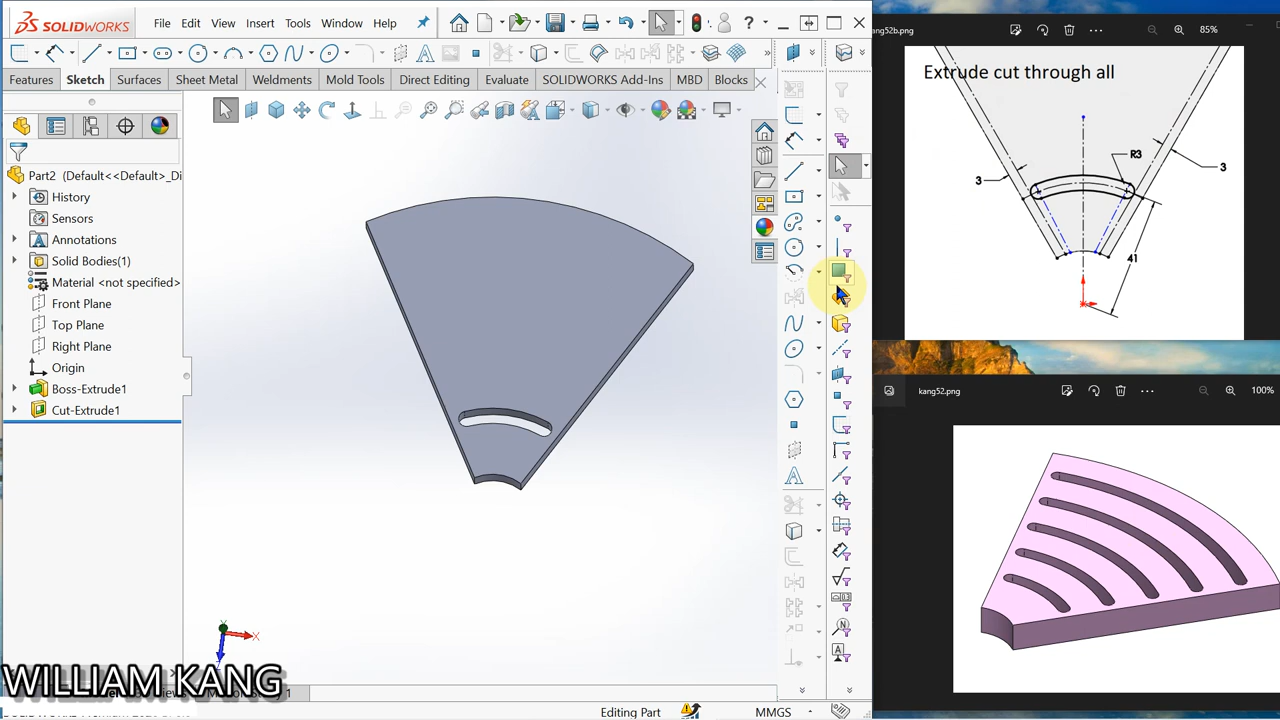 SOLIDWORKS File Edit View Insert Tools Window ?
Features Sketch Surfaces Sheet Metal Weldments Mold Tools Direct Editing Evaluate SOLIDWORKS Add-Ins MBD Blocks
Part2 (Default<<Default>_Di
History
Sensors
Annotations
Solid Bodies(1)
Material <not specified>
Front Plane
Top Plane
Right Plane
Origin
Boss-Extrude1
Cut-Extrude1
X
WILLIAM KANG
Editing Part MMGS
ang52b.png 85%
Extrude cut through all
R3
3
3
41
kang52.png 100%